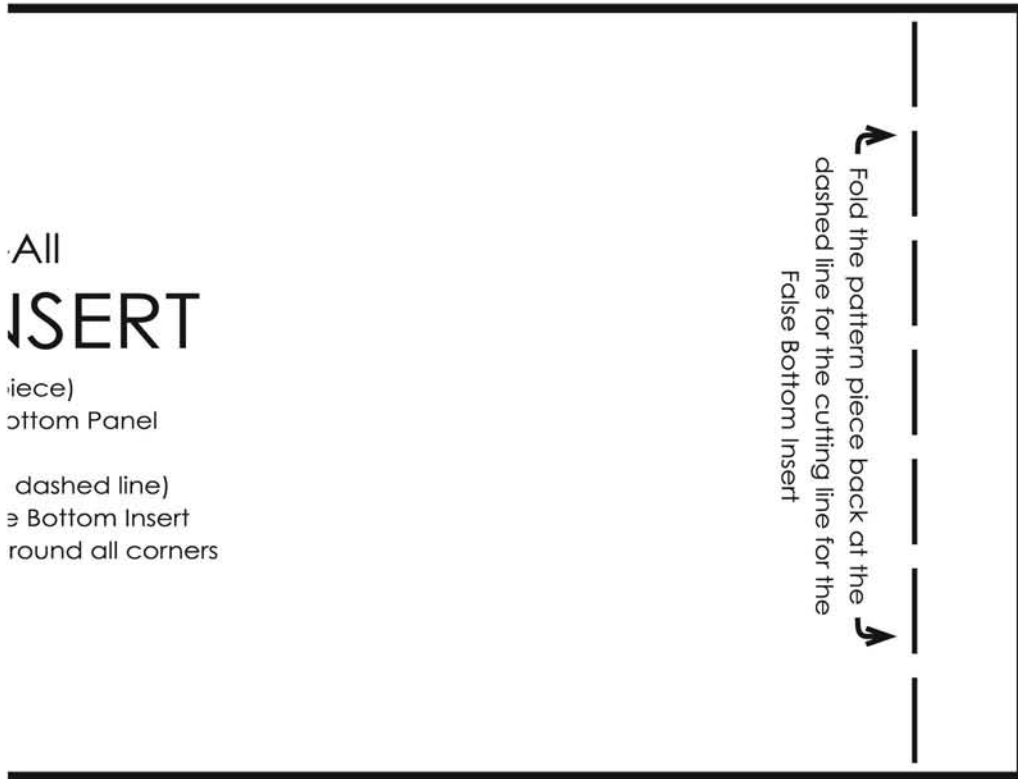 -All
NSERT
piece)
ottom Panel
dashed line)
e Bottom Insert
round all corners
Fold the pattern piece back at the
dashed line for the cutting line for the
False Bottom Insert